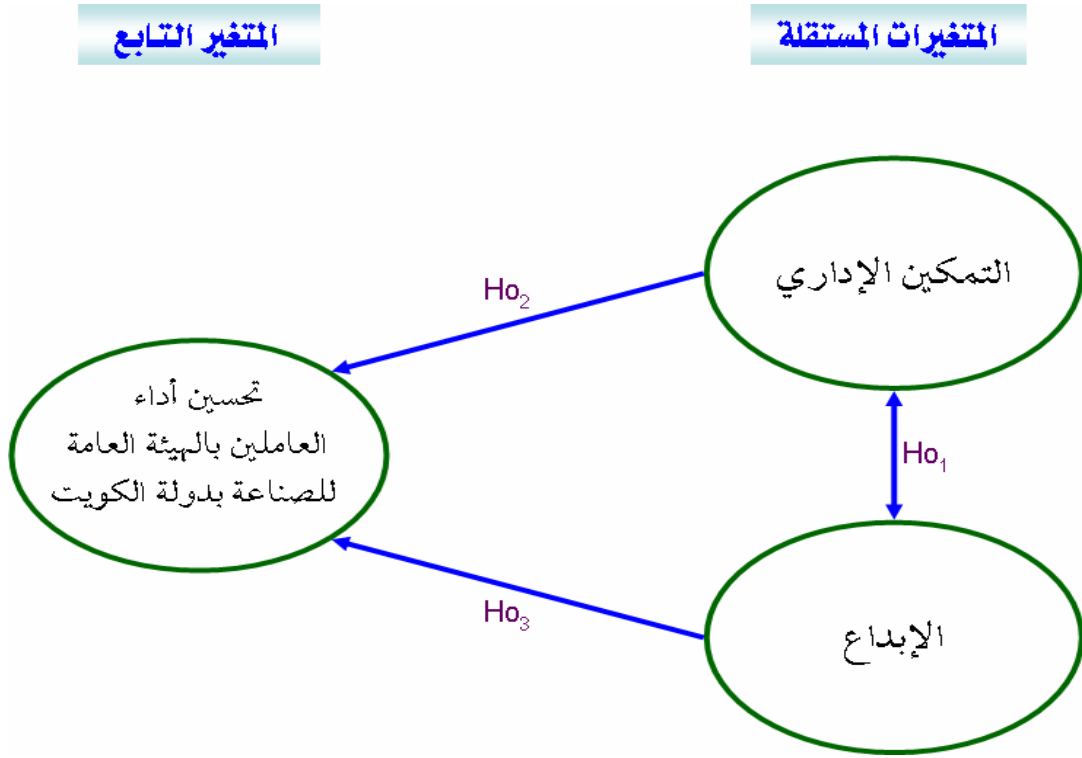 المتغيرات المستقلة
المتغير التابع
التمكين الإداري
Ho₂
تحسين أداء
العاملين بالهيئة العامة
للصناعة بدولة الكويت
Ho₁
Ho₃
الإبداع